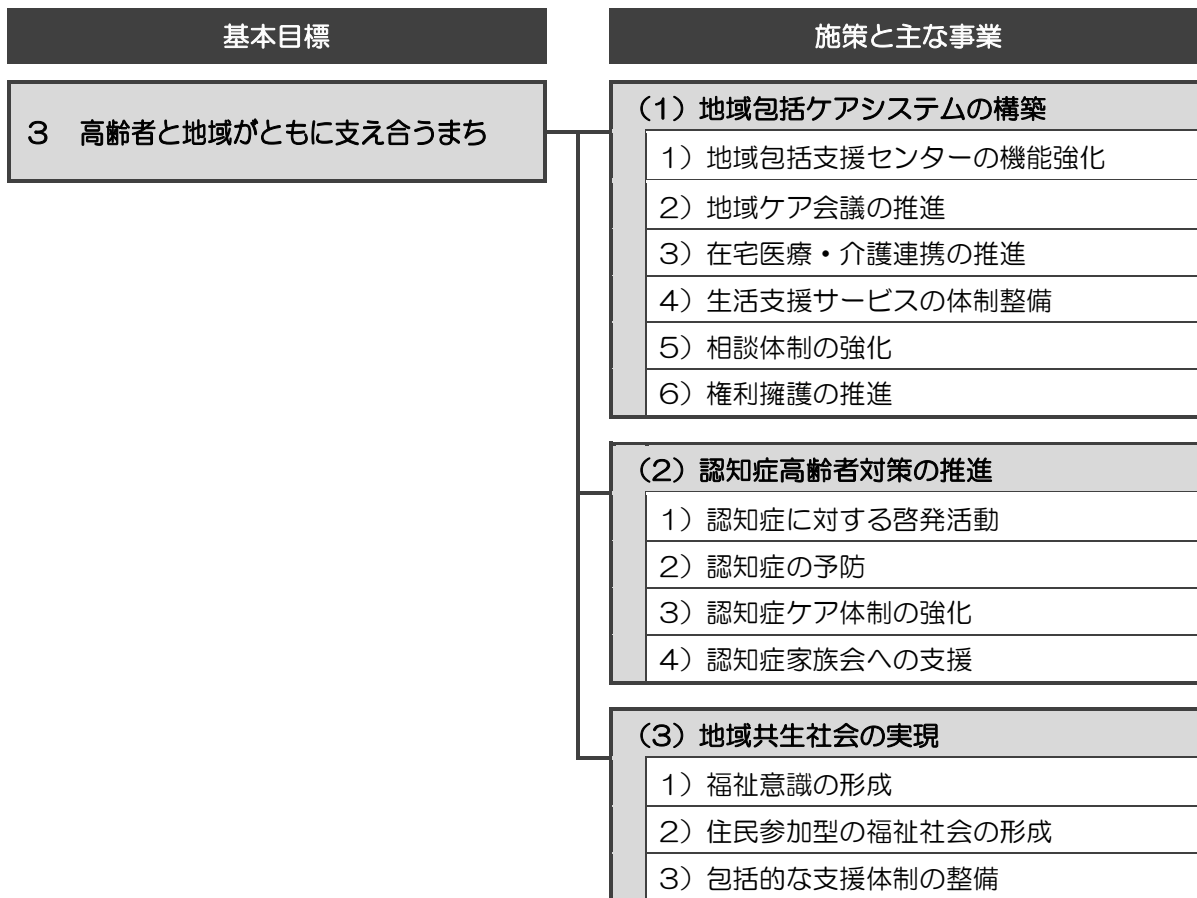 基本目標
施策と主な事業
3 高齢者と地域がともに支え合うまち
（1）地域包括ケアシステムの構築
1）地域包括支援センターの機能強化
2）地域ケア会議の推進
3）在宅医療・介護連携の推進
4）生活支援サービスの体制整備
5）相談体制の強化
6）権利擁護の推進
（2）認知症高齢者対策の推進
1）認知症に対する啓発活動
2）認知症の予防
3）認知症ケア体制の強化
4）認知症家族会への支援
（3）地域共生社会の実現
1）福祉意識の形成
2）住民参加型の福祉社会の形成
3）包括的な支援体制の整備